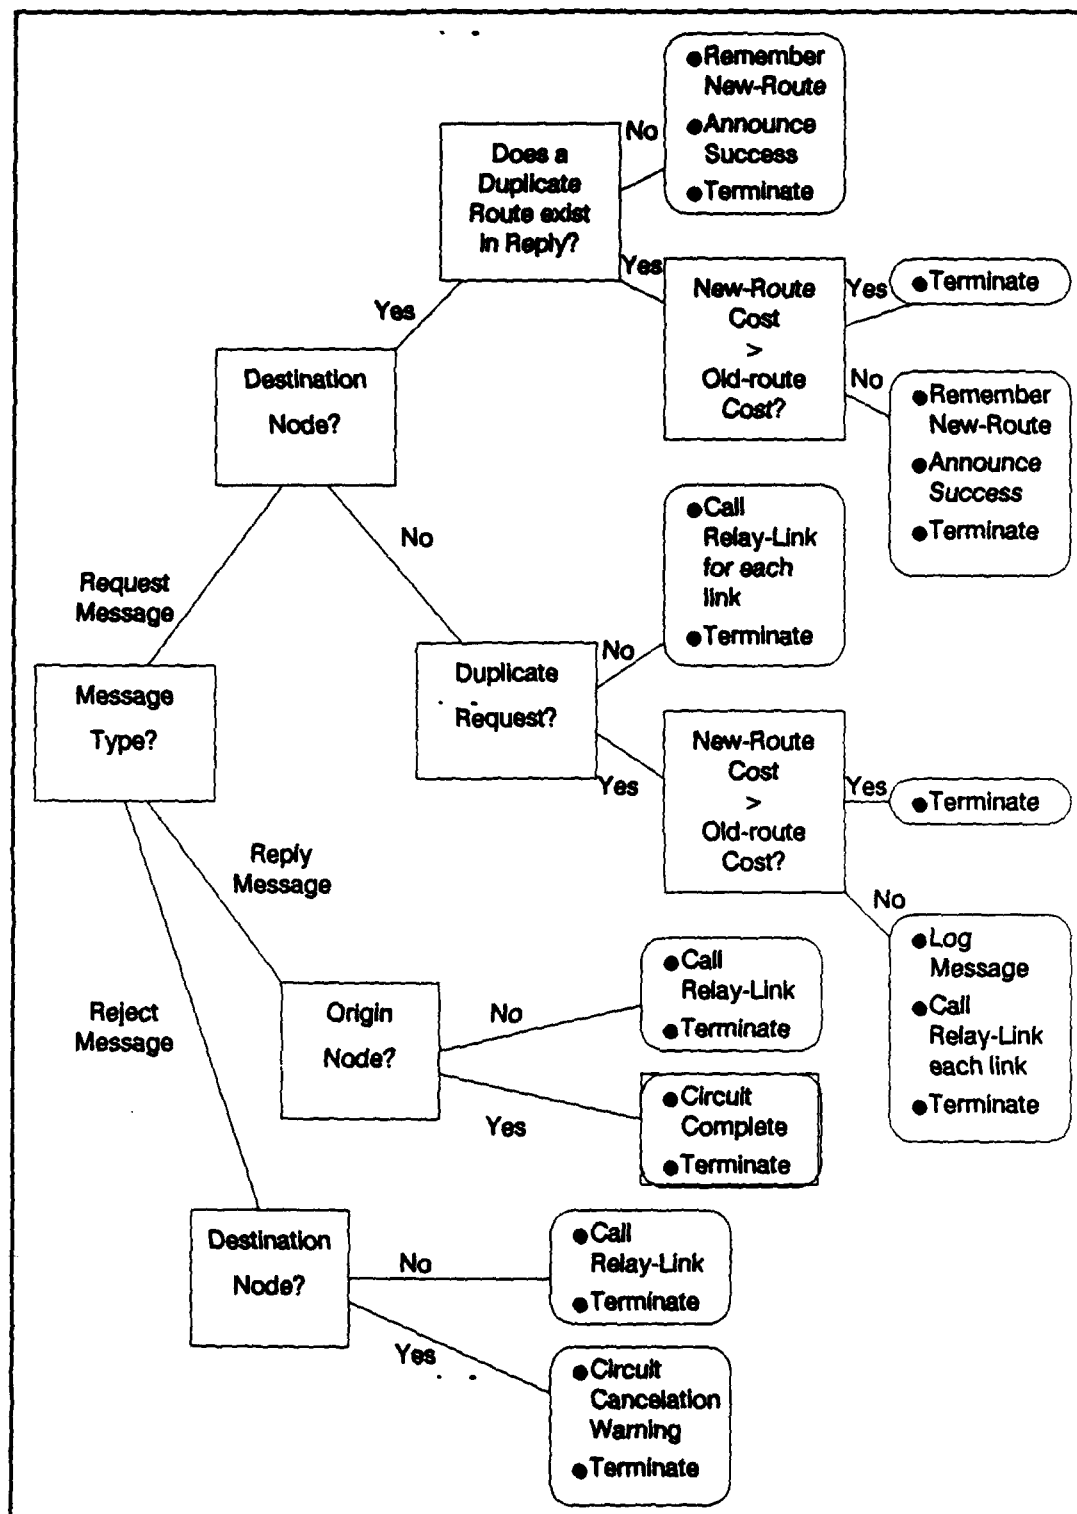 ● Remember
New-Route
● Announce
Success
● Terminate
No
Does a
Duplicate
Route exist
in Reply?
Yes
New-Route
Cost
>
Old-route
Cost?
Yes
● Terminate
No
● Remember
New-Route
● Announce
Success
● Terminate
Yes
Destination
Node?
No
Request
Message
● Call
Relay-Link
for each
link
● Terminate
No
Duplicate
Request?
Yes
New-Route
Cost
>
Old-route
Cost?
Yes
● Terminate
No
● Log
Message
● Call
Relay-Link
each link
● Terminate
Message
Type?
Reply
Message
Reject
Message
Origin
Node?
No
● Call
Relay-Link
● Terminate
Yes
● Circuit
Complete
● Terminate
Destination
Node?
No
● Call
Relay-Link
● Terminate
Yes
● Circuit
Cancelation
Warning
● Terminate